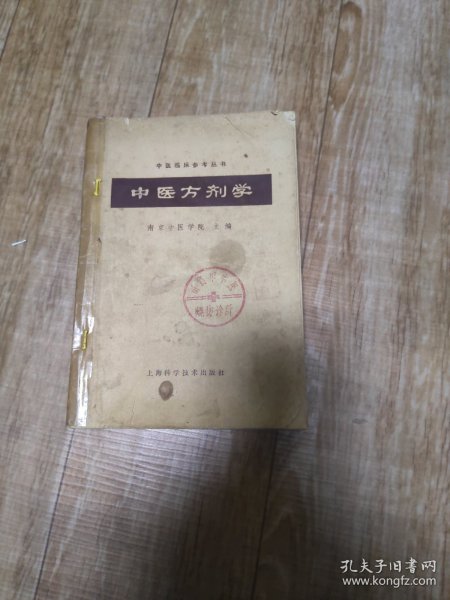 中医临床参考丛书
中医方剂学
南京中医学院 主编
上海科学技术出版社
孔夫子旧书网
www.kongfz.com